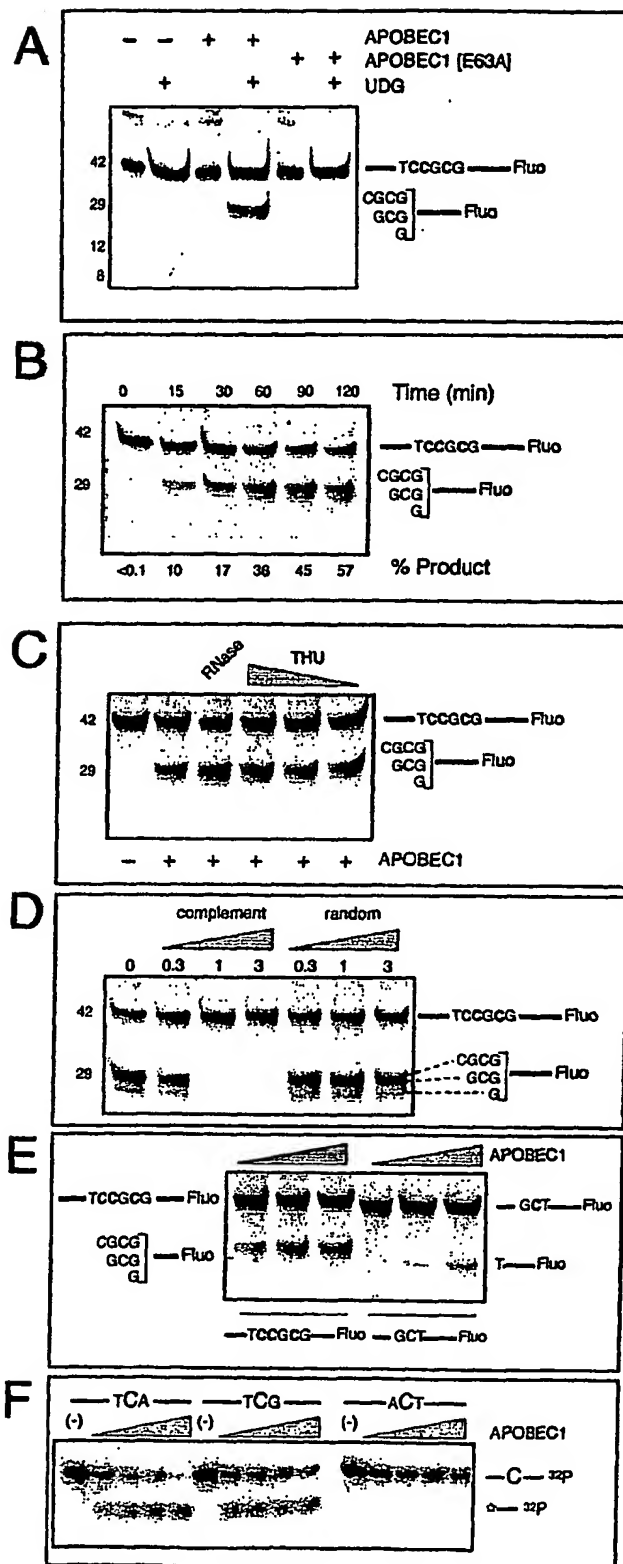 A
– – + + APOBEC1
+ + APOBEC1 [E63A]
+ + + UDG
42
29
12
8
TCCGCG Fluo
CGCG
GCG Fluo
G
B
0 15 30 60 90 120 Time (min)
42
29
TCCGCG Fluo
CGCG
GCG Fluo
G
<0.1 10 17 36 45 57 % Product
C
RNase THU
42
29
TCCGCG Fluo
CGCG
GCG Fluo
G
– + + + + + APOBEC1
D
complement random
0 0.3 1 3 0.3 1 3
42
29
TCCGCG Fluo
CGCG
GCG Fluo
G
E
APOBEC1
TCCGCG Fluo
CGCG
GCG Fluo
G
GCT Fluo
T Fluo
TCCGCG Fluo GCT Fluo
F
TCA TCG ACT
(-) (-) (-) APOBEC1
C 32P
32P